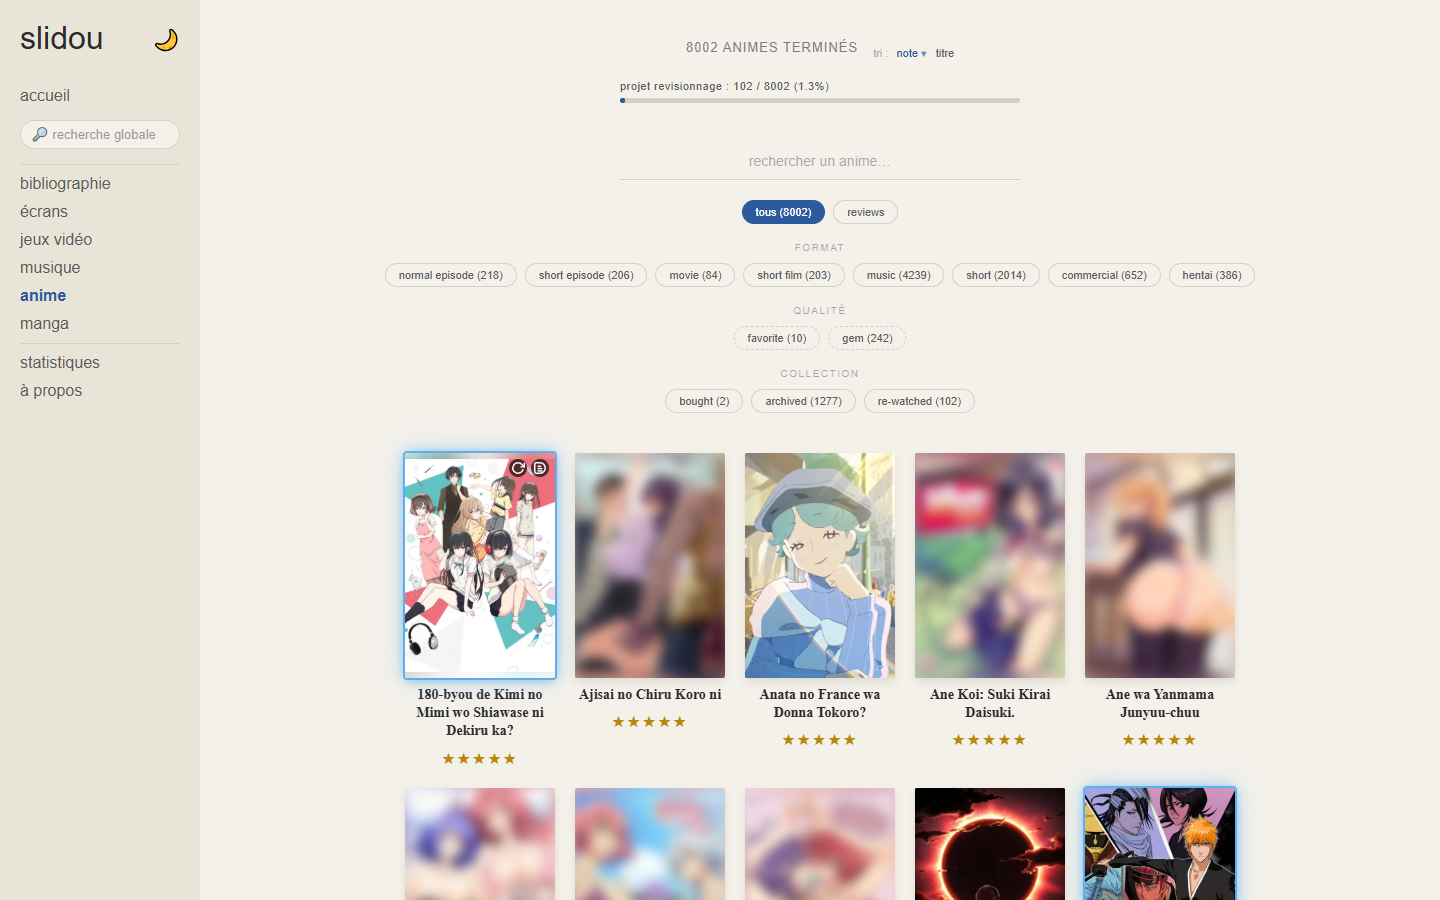 slidou
accueil
recherche globale
bibliographie
écrans
jeux vidéo
musique
anime
manga
statistiques
à propos
8002 ANIMES TERMINÉS
tri : note ▾ titre
projet revisionnage : 102 / 8002 (1.3%)
rechercher un anime...
tous (8002) reviews
FORMAT
normal episode (218) short episode (206) movie (84) short film (203) music (4239) short (2014) commercial (652) hentai (386)
QUALITÉ
favorite (10) gem (242)
COLLECTION
bought (2) archived (1277) re-watched (102)
180-byou de Kimi no
Mimi wo Shiawase ni
Dekiru ka?
★★★★★
Ajisai no Chiru Koro ni
★★★★★
Anata no France wa
Donna Tokoro?
★★★★★
Ane Koi: Suki Kirai
Daisuki.
★★★★★
Ane wa Yanmama
Junyuu-chuu
★★★★★